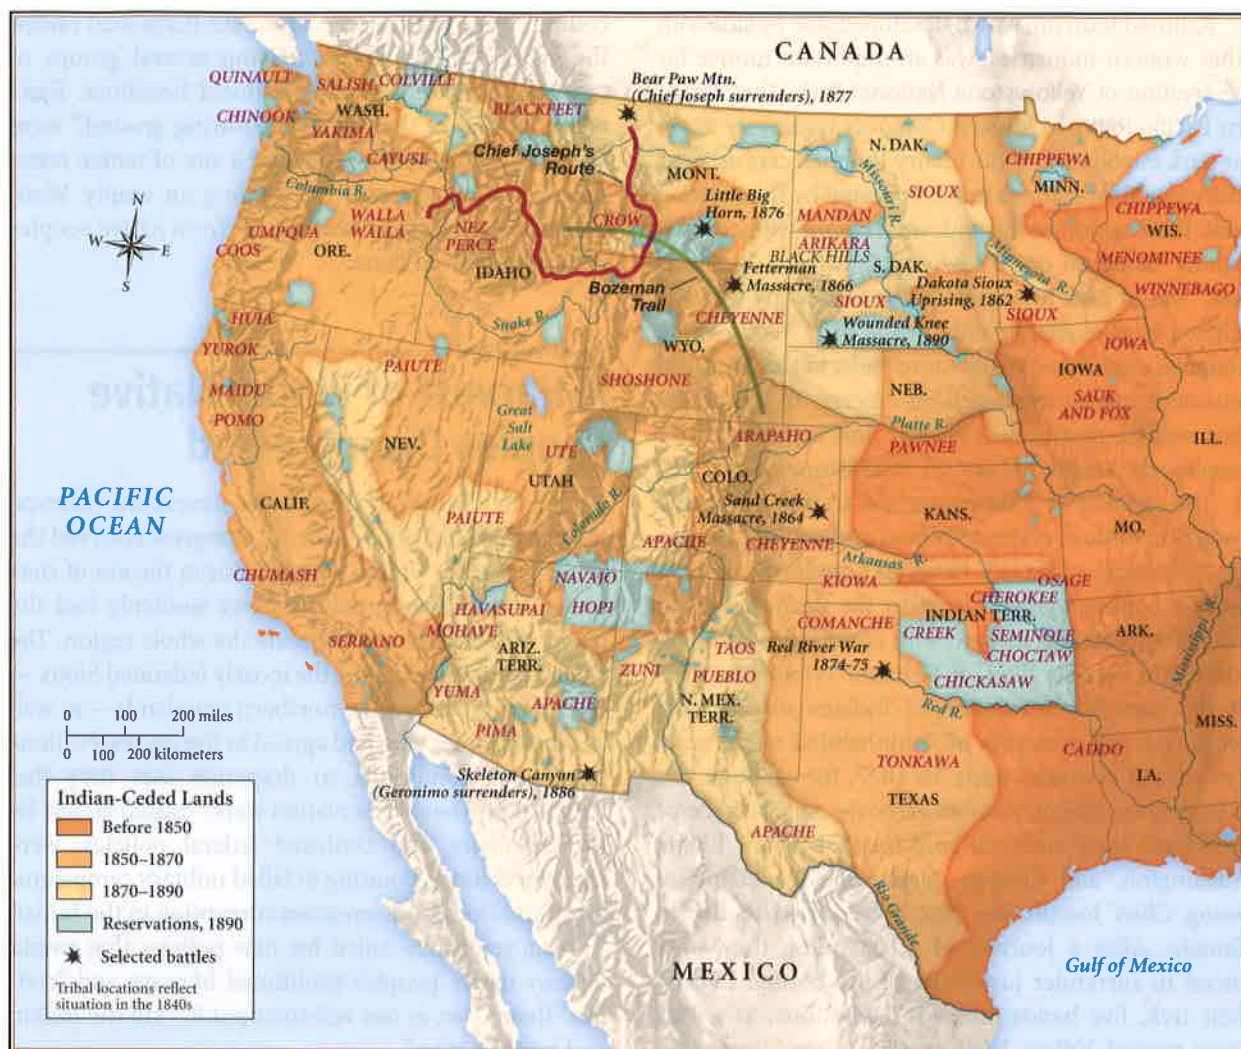 CANADA
QUINAULT
SALISH
COLVILLE
CHINOOK
WASH.
YAKIMA
BLACKFEET
Bear Paw Mtn.
(Chief Joseph surrenders), 1877
CAYUSE
Chief Joseph's
Route
MONT.
N. DAK.
CHIPPEWA
MINN.
Columbia R.
WALLA
WALLA
NEZ
PERCE
CROW
Little Big
Horn, 1876
Missouri R.
SIOUX
MANDAN
CHIPPEWA
WIS.
N
W
E
S
UMPQUA
COOS
ORE.
IDAHO
ARIKARA
BLACK HILLS
S. DAK.
Minnesota R.
MENOMINEE
WINNEBAGO
Bozeman
Trail
Fetterman
Massacre, 1866
Dakota Sioux
Uprising, 1862
SIOUX
SIOUX
HUIA
Snake R.
CHEYENNE
Wounded Knee
Massacre, 1890
YUROK
WYO.
IOWA
IOWA
PAIUTE
SHOSHONE
NEB.
MAIDU
POMO
Great
Salt
Lake
SAUK
AND FOX
Platte R.
NEV.
UTE
UTAH
ARAPAHO
PAWNEE
ILL.
COLO.
PACIFIC
OCEAN
CALIF.
PAIUTE
Colorado R.
Sand Creek
Massacre, 1864
KANS.
MO.
APACHE
CHEYENNE
Arkansas R.
CHUMASH
NAVAJO
HOPI
KIOWA
OSAGE
CHEROKEE
HAVASUPAI
MOHAVE
INDIAN TERR.
COMANCHE
CREEK
SEMINOLE
CHOCTAW
ARK.
Mississippi R.
SERRANO
ARIZ.
TERR.
ZUÑI
TAOS
PUEBLO
Red River War
1874-75
CHICKASAW
YUMA
APACHE
N. MEX.
TERR.
Red R.
MISS.
PIMA
0 100 200 miles
0 100 200 kilometers
TONKAWA
CADDO
LA.
Skeleton Canyon
(Geronimo surrenders), 1886
TEXAS
APACHE
Rio Grande
MEXICO
Gulf of Mexico
Indian-Ceded Lands
Before 1850
1850–1870
1870–1890
Reservations, 1890
Selected battles
Tribal locations reflect
situation in the 1840s